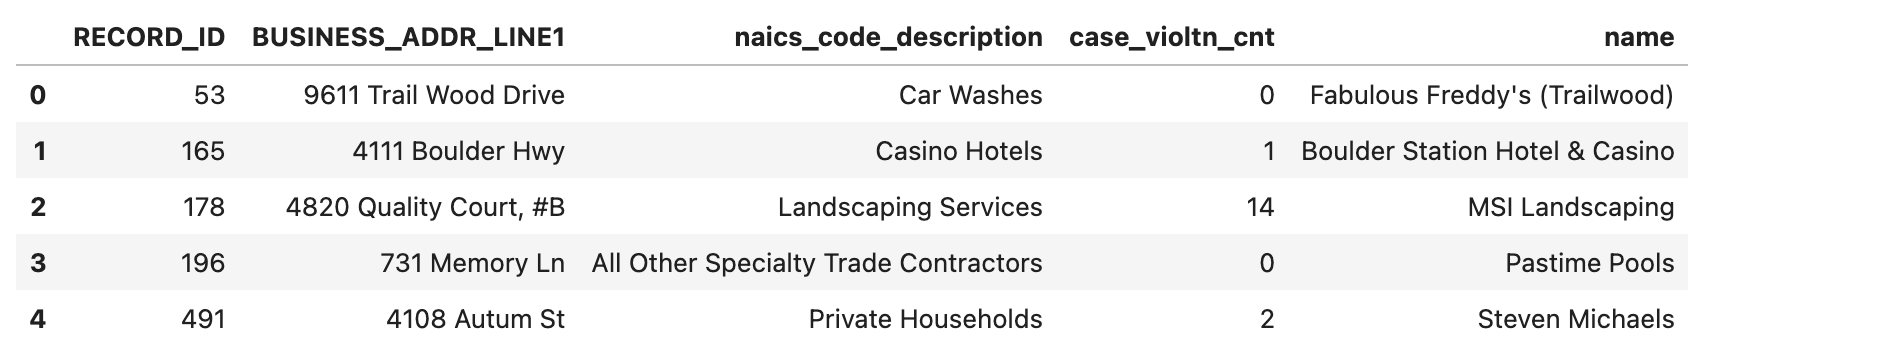 RECORD_ID BUSINESS_ADDR_LINE1 naics_code_description case_violtn_cnt name
0 53 9611 Trail Wood Drive Car Washes 0 Fabulous Freddy's (Trailwood)
1 165 4111 Boulder Hwy Casino Hotels 1 Boulder Station Hotel & Casino
2 178 4820 Quality Court, #B Landscaping Services 14 MSI Landscaping
3 196 731 Memory Ln All Other Specialty Trade Contractors 0 Pastime Pools
4 491 4108 Autum St Private Households 2 Steven Michaels